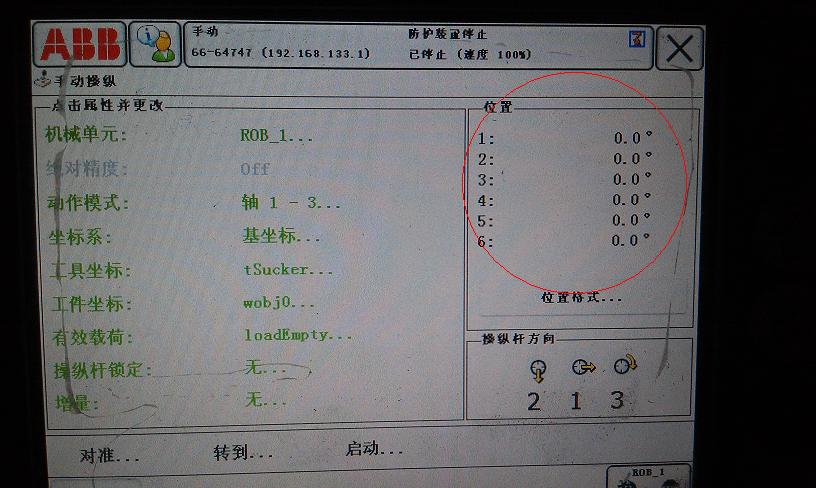 ABB
手动
66-64747 (192.168.133.1)
防护装置停止
已停止 (速度 100%)
手动操纵
点击属性并更改
机械单元: ROB_1...
绝对精度: Off
动作模式: 轴 1 - 3...
坐标系: 基坐标...
工具坐标: tSucker...
工件坐标: wobj0...
有效载荷: loadEmpty...
操纵杆锁定: 无...
增量: 无...
位置
1: 0.0°
2: 0.0°
3: 0.0°
4: 0.0°
5: 0.0°
6: 0.0°
位置格式...
操纵杆方向
2 1 3
对准... 转到... 启动...
ROB_1